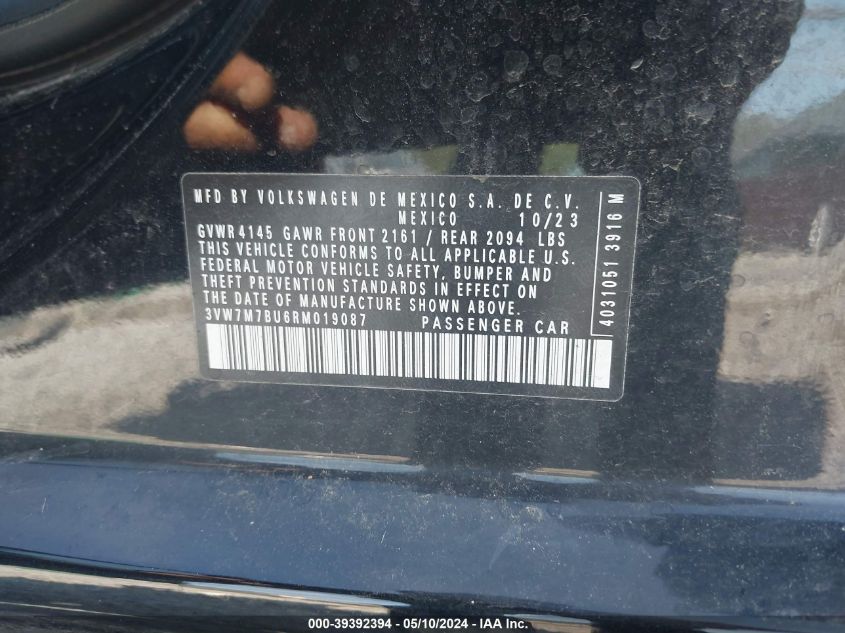 MFD BY VOLKSWAGEN DE MEXICO S.A. DE C.V.
MEXICO 10/23
GVWR 4145 GAWR FRONT 2161 / REAR 2094 LBS
THIS VEHICLE CONFORMS TO ALL APPLICABLE U.S.
FEDERAL MOTOR VEHICLE SAFETY, BUMPER AND
THEFT PREVENTION STANDARDS IN EFFECT ON
THE DATE OF MANUFACTURE SHOWN ABOVE.
3VW7M7BU6RM019087 PASSENGER CAR
4031051 3916 M
000-39392394 - 05/10/2024 - IAA Inc.